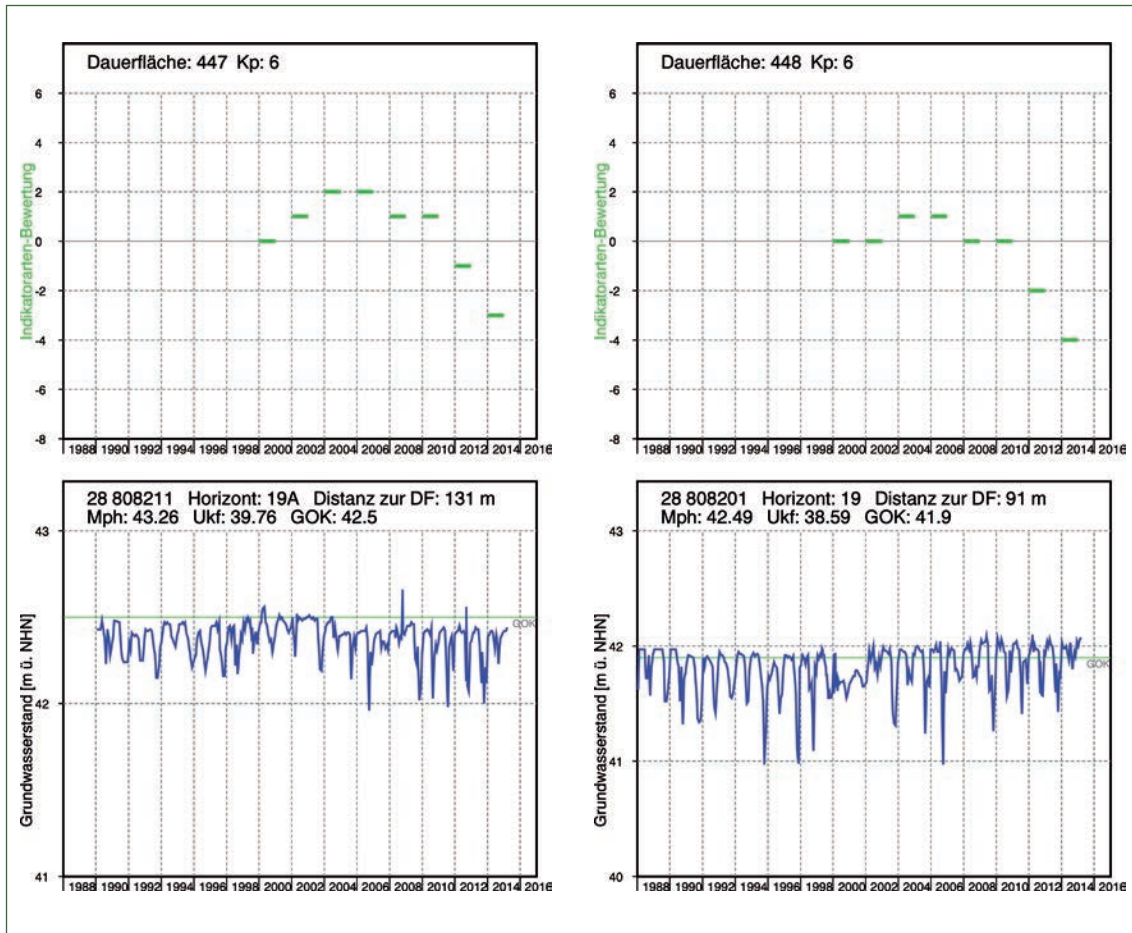 Dauerfläche: 447 Kp: 6
6
4
2
0
-2
-4
-6
-8
Indikatorarten-Bewertung
1988 1990 1992 1994 1996 1998 2000 2002 2004 2006 2008 2010 2012 2014 2016
Dauerfläche: 448 Kp: 6
6
4
2
0
-2
-4
-6
-8
Indikatorarten-Bewertung
1988 1990 1992 1994 1996 1998 2000 2002 2004 2006 2008 2010 2012 2014 2016
28 808211 Horizont: 19A Distanz zur DF: 131 m
Mph: 43.26 Ukf: 39.76 GOK: 42.5
43
42
41
Grundwasserstand [m ü. NHN]
GOK
1988 1990 1992 1994 1996 1998 2000 2002 2004 2006 2008 2010 2012 2014 2016
28 808201 Horizont: 19 Distanz zur DF: 91 m
Mph: 42.49 Ukf: 38.59 GOK: 41.9
43
42
41
40
Grundwasserstand [m ü. NHN]
GOK
1988 1990 1992 1994 1996 1998 2000 2002 2004 2006 2008 2010 2012 2014 2016